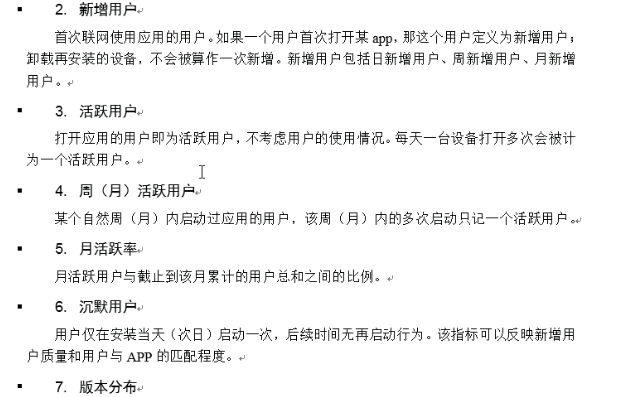 2. 新增用户
首次联网使用应用的用户。如果一个用户首次打开某 app，那这个用户定义为新增用户；
卸载再安装的设备，不会被算作一次新增。新增用户包括日新增用户、周新增用户、月新增
用户。
3. 活跃用户
打开应用的用户即为活跃用户，不考虑用户的使用情况。每天一台设备打开多次会被计
为一个活跃用户。
4. 周（月）活跃用户
某个自然周（月）内启动过应用的用户，该周（月）内的多次启动只记一个活跃用户。
5. 月活跃率
月活跃用户与截止到该月累计的用户总和之间的比例。
6. 沉默用户
用户仅在安装当天（次日）启动一次，后续时间无再启动行为。该指标可以反映新增用
户质量和用户与 APP 的匹配程度。
7. 版本分布